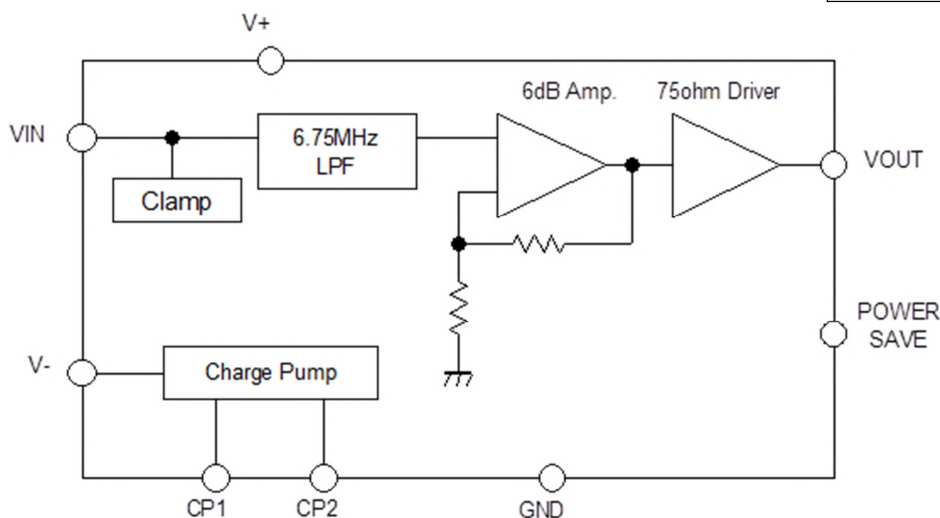 V+
6dB Amp.
75ohm Driver
VIN
6.75MHz
LPF
VOUT
Clamp
POWER
SAVE
V-
Charge Pump
CP1
CP2
GND